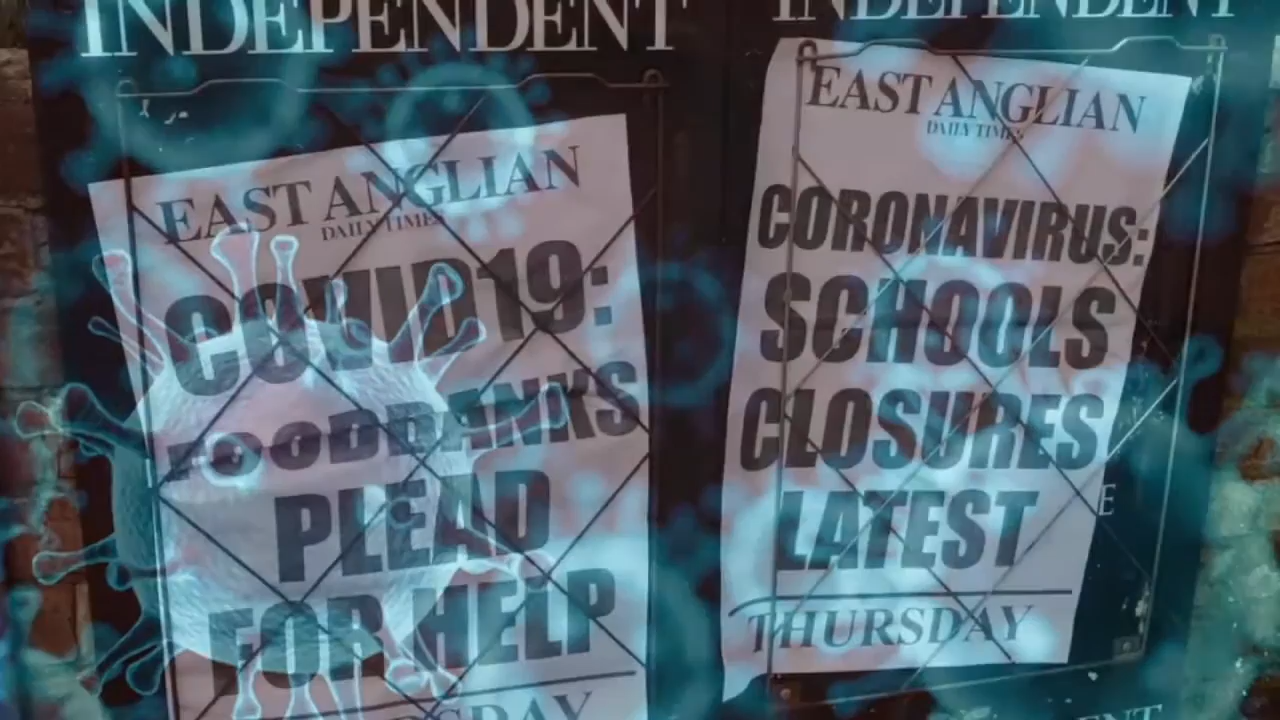 INDEPENDENT
EAST ANGLIAN
DAILY TIMES
COVID19:
FOODBANKS
PLEAD
FOR HELP
INDEPENDENT
EAST ANGLIAN
DAILY TIMES
CORONAVIRUS:
SCHOOLS
CLOSURES
LATEST
THURSDAY
E